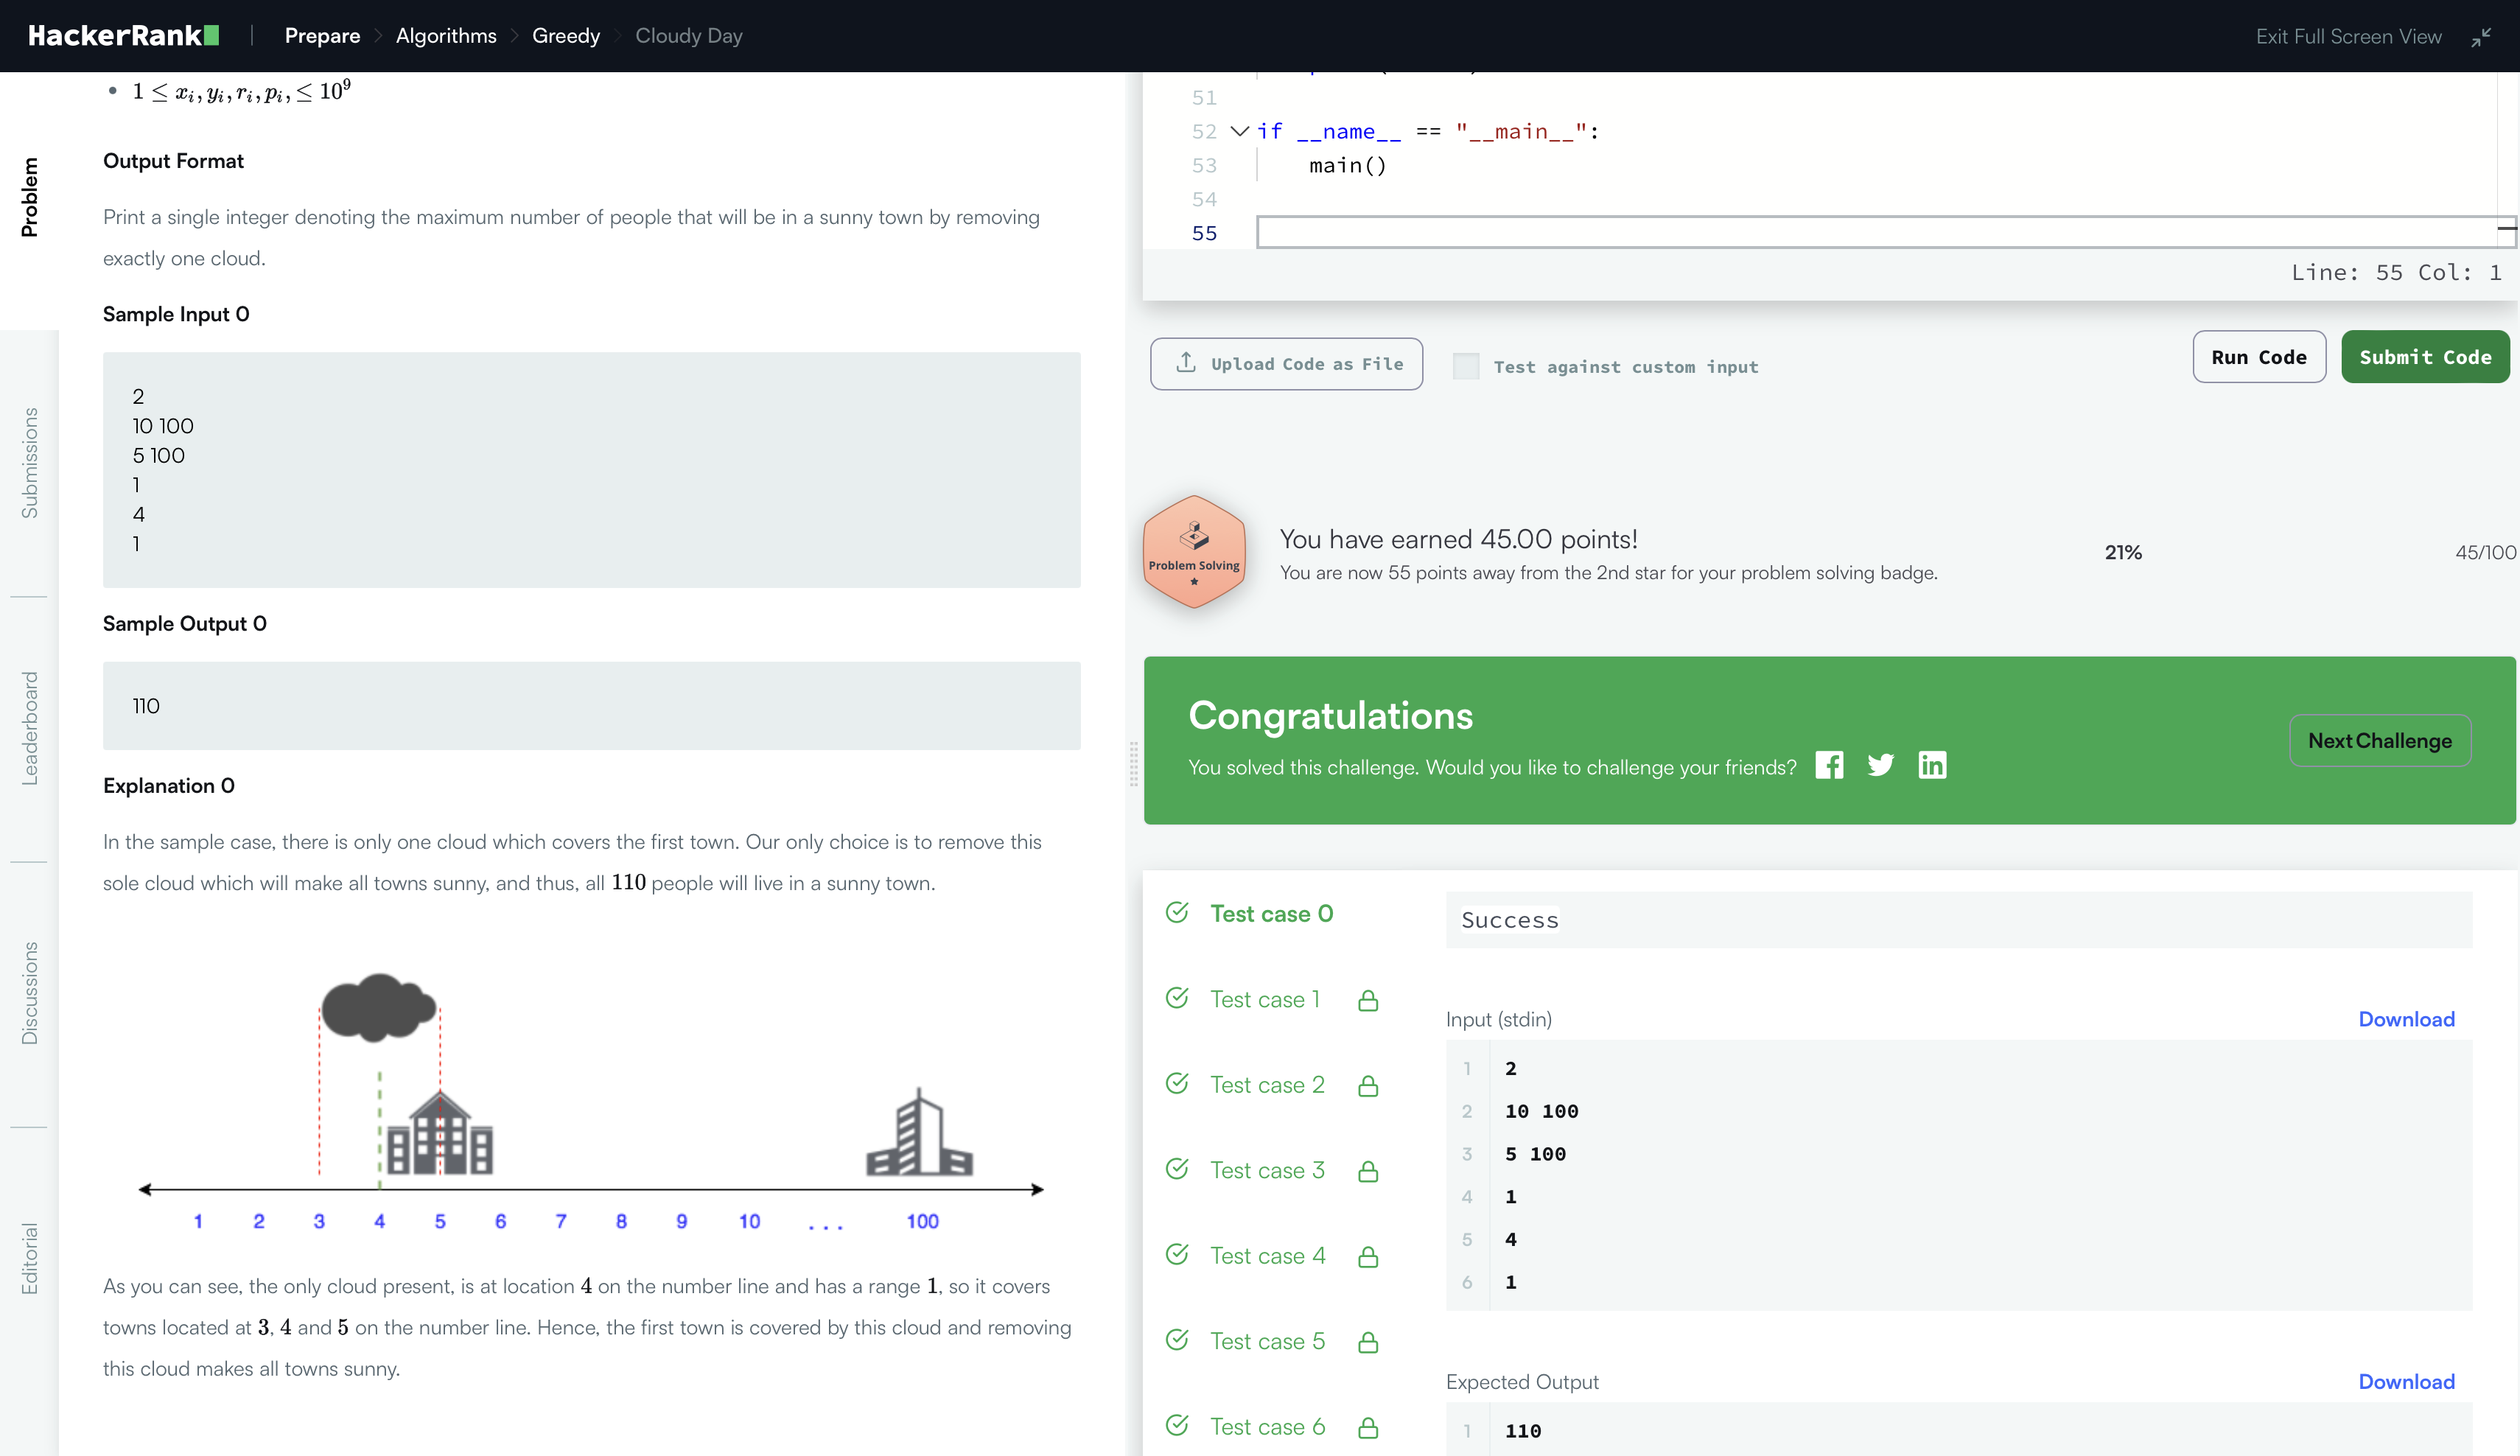 HackerRank
Prepare
Algorithms
Greedy
Cloudy Day
Exit Full Screen View
Problem
Submissions
Leaderboard
Discussions
Editorial
1 ≤ xᵢ, yᵢ, rᵢ, pᵢ, ≤ 10⁹
Output Format
Print a single integer denoting the maximum number of people that will be in a sunny town by removing
exactly one cloud.
Sample Input 0
2
10 100
5 100
1
4
1
Sample Output 0
110
Explanation 0
In the sample case, there is only one cloud which covers the first town. Our only choice is to remove this
sole cloud which will make all towns sunny, and thus, all 110 people will live in a sunny town.
1 2 3 4 5 6 7 8 9 10 ... 100
As you can see, the only cloud present, is at location 4 on the number line and has a range 1, so it covers
towns located at 3, 4 and 5 on the number line. Hence, the first town is covered by this cloud and removing
this cloud makes all towns sunny.
51
52 if __name__ == "__main__":
53 main()
54
55
Line: 55 Col: 1
Upload Code as File
Test against custom input
Run Code
Submit Code
Problem Solving
You have earned 45.00 points!
You are now 55 points away from the 2nd star for your problem solving badge.
21%
45/100
Congratulations
You solved this challenge. Would you like to challenge your friends?
Next Challenge
Test case 0
Test case 1
Test case 2
Test case 3
Test case 4
Test case 5
Test case 6
Success
Input (stdin)
Download
1 2
2 10 100
3 5 100
4 1
5 4
6 1
Expected Output
Download
1 110